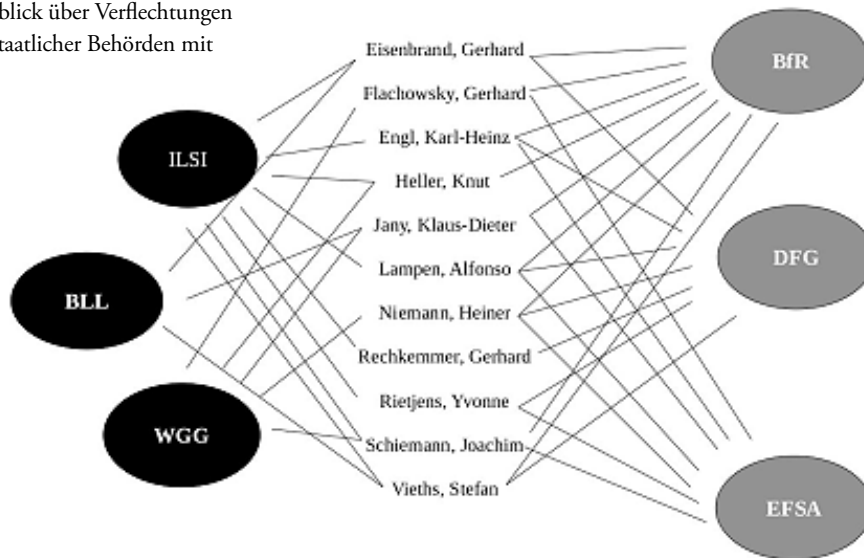 blick über Verflechtungen
taatlicher Behörden mit
Eisenbrand, Gerhard
BfR
Flachowsky, Gerhard
Engl, Karl-Heinz
ILSI
Heller, Knut
Jany, Klaus-Dieter
DFG
Lampen, Alfonso
BLL
Niemann, Heiner
Rechkemmer, Gerhard
Rietjens, Yvonne
WGG
Schiemann, Joachim
Vieths, Stefan
EFSA